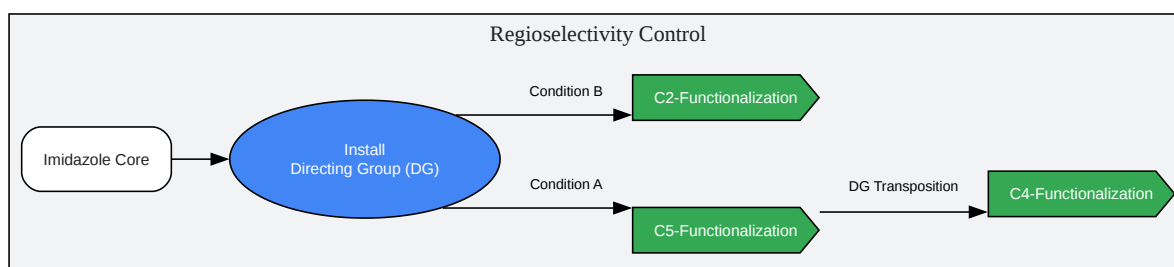 Regioselectivity Control
Imidazole Core
Install
Directing Group (DG)
Condition B
C2-Functionalization
Condition A
C5-Functionalization
DG Transposition
C4-Functionalization